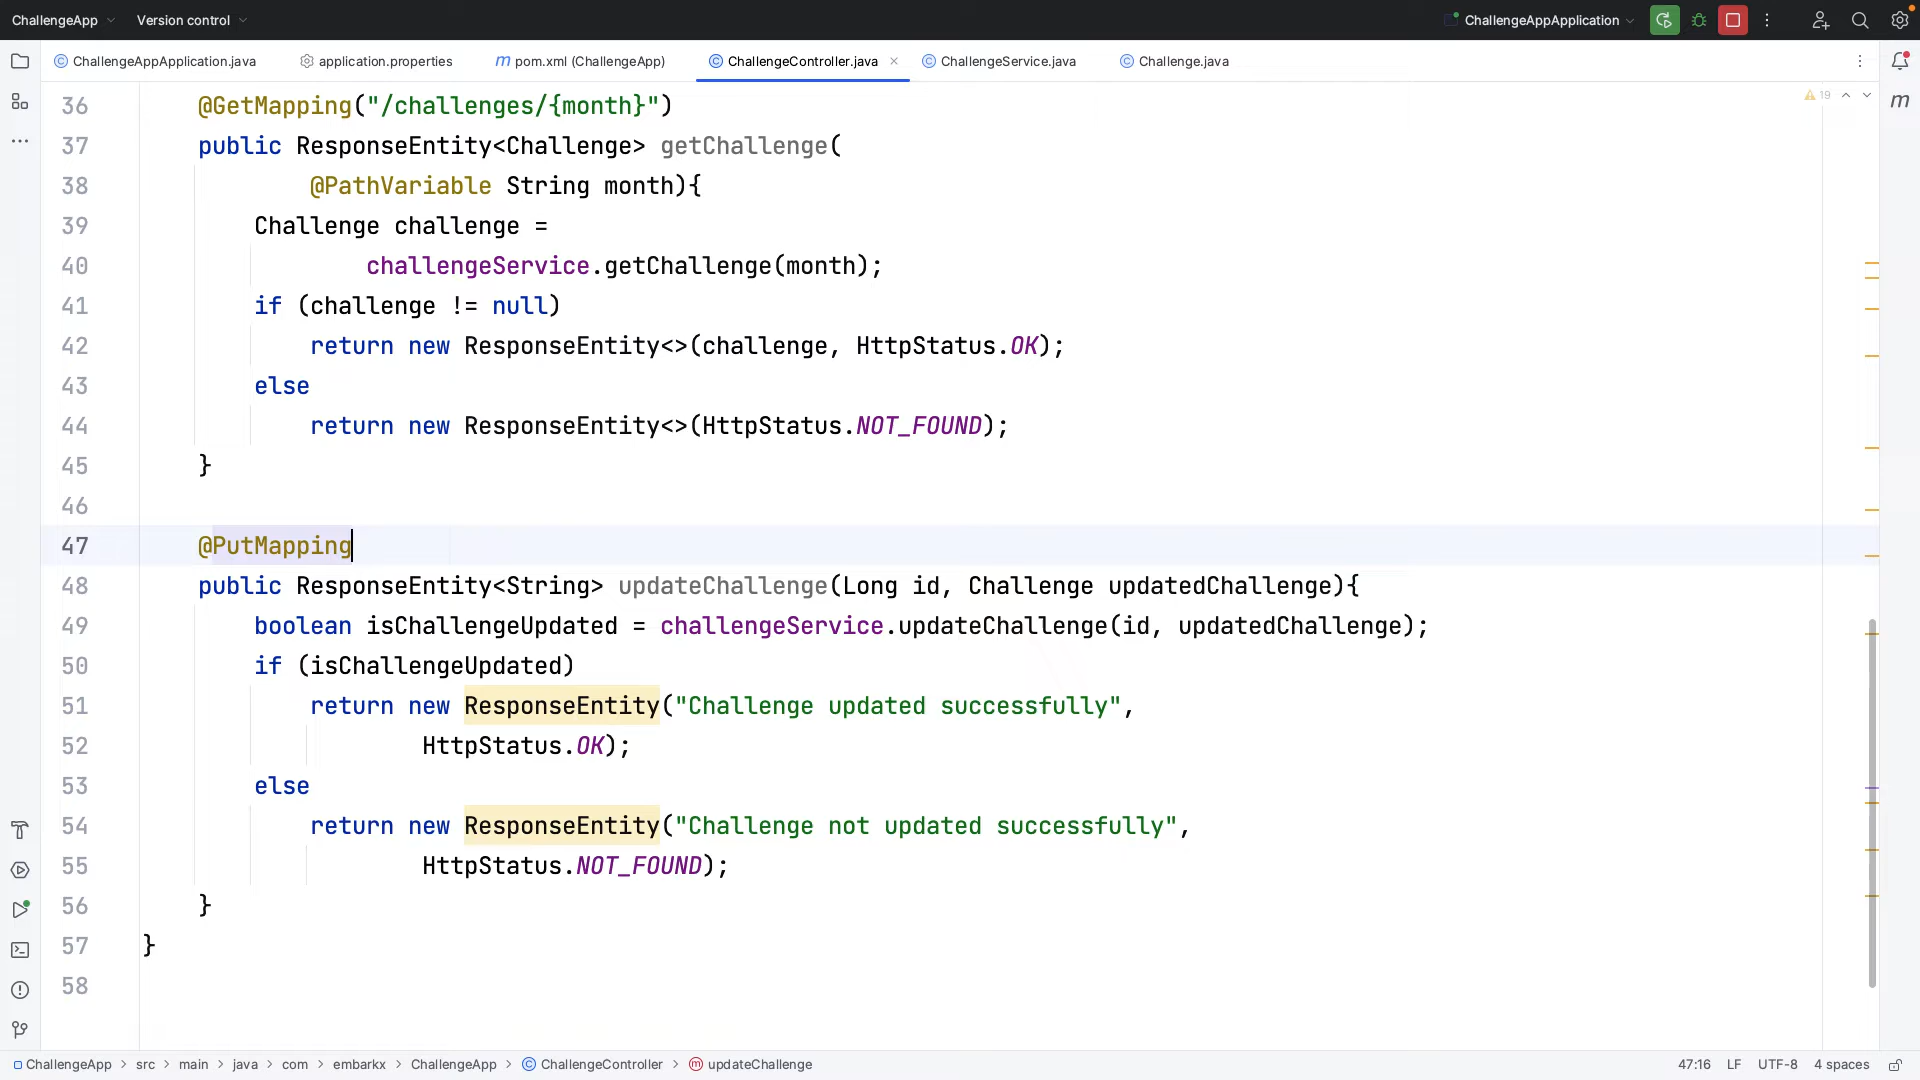 ChallengeApp Version control ChallengeAppApplication
ChallengeAppApplication.java application.properties m pom.xml (ChallengeApp) ChallengeController.java ChallengeService.java Challenge.java
19
36 @GetMapping("/challenges/{month}")
37 public ResponseEntity<Challenge> getChallenge(
38 @PathVariable String month){
39 Challenge challenge =
40 challengeService.getChallenge(month);
41 if (challenge != null)
42 return new ResponseEntity<>(challenge, HttpStatus.OK);
43 else
44 return new ResponseEntity<>(HttpStatus.NOT_FOUND);
45 }
46
47 @PutMapping
48 public ResponseEntity<String> updateChallenge(Long id, Challenge updatedChallenge){
49 boolean isChallengeUpdated = challengeService.updateChallenge(id, updatedChallenge);
50 if (isChallengeUpdated)
51 return new ResponseEntity("Challenge updated successfully",
52 HttpStatus.OK);
53 else
54 return new ResponseEntity("Challenge not updated successfully",
55 HttpStatus.NOT_FOUND);
56 }
57 }
58
ChallengeApp > src > main > java > com > embarkx > ChallengeApp > ChallengeController > updateChallenge 47:16 LF UTF-8 4 spaces